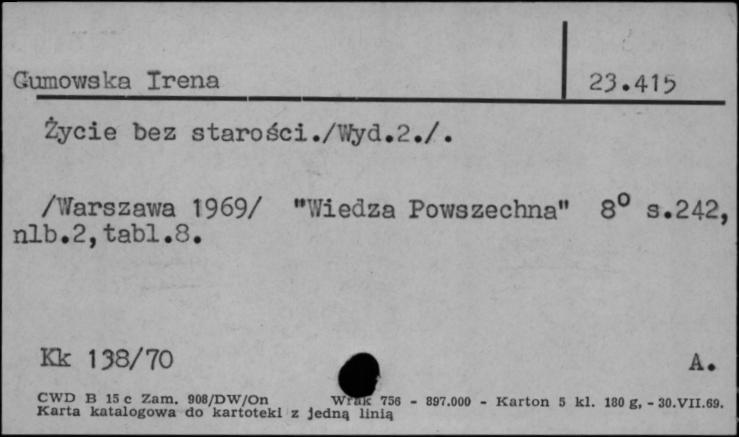 Gumowska Irena
23.415
Życie bez starości./Wyd.2./.
/Warszawa 1969/ "Wiedza Powszechna" 8° s.242,
nlb.2,tabl.8.
Kk 138/70
A.
CWD B 15 c Zam. 908/DW/On Wrak 756 - 897.000 - Karton 5 kl. 180 g, - 30.VII.69.
Karta katalogowa do kartoteki z jedną linią